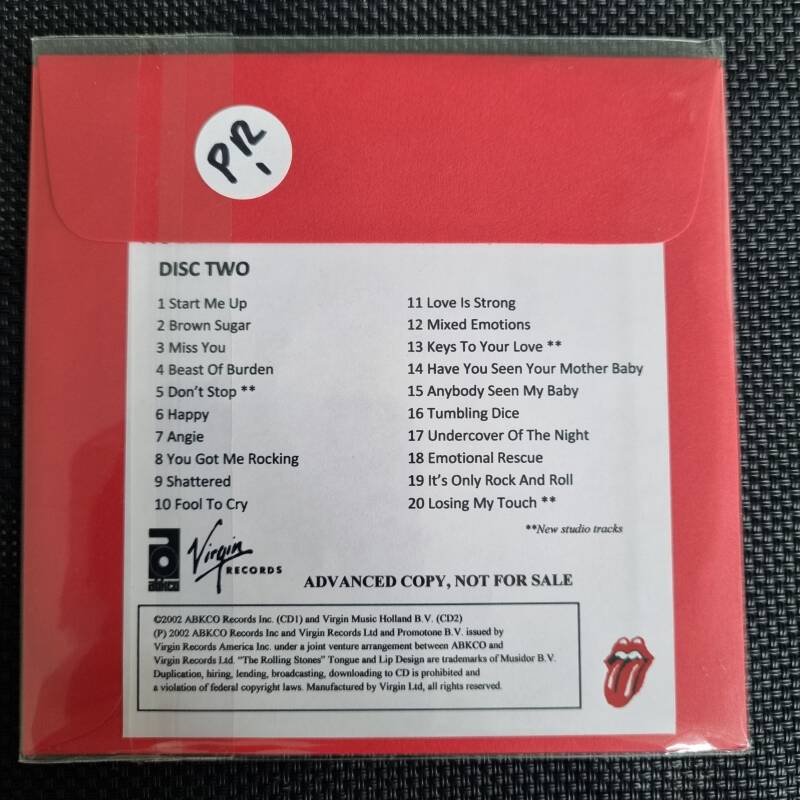 PR
DISC TWO
1 Start Me Up
2 Brown Sugar
3 Miss You
4 Beast Of Burden
5 Don't Stop **
6 Happy
7 Angie
8 You Got Me Rocking
9 Shattered
10 Fool To Cry
11 Love Is Strong
12 Mixed Emotions
13 Keys To Your Love **
14 Have You Seen Your Mother Baby
15 Anybody Seen My Baby
16 Tumbling Dice
17 Undercover Of The Night
18 Emotional Rescue
19 It's Only Rock And Roll
20 Losing My Touch **
**New studio tracks
abkco
Virgin
RECORDS
ADVANCED COPY, NOT FOR SALE
©2002 ABKCO Records Inc. (CD1) and Virgin Music Holland B.V. (CD2)
(P) 2002 ABKCO Records Inc and Virgin Records Ltd and Promotone B.V. issued by
Virgin Records America Inc. under a joint venture arrangement between ABKCO and
Virgin Records Ltd. "The Rolling Stones" Tongue and Lip Design are trademarks of Musidor B.V.
Duplication, hiring, lending, broadcasting, downloading to CD is prohibited and
a violation of federal copyright laws. Manufactured by Virgin Ltd, all rights reserved.